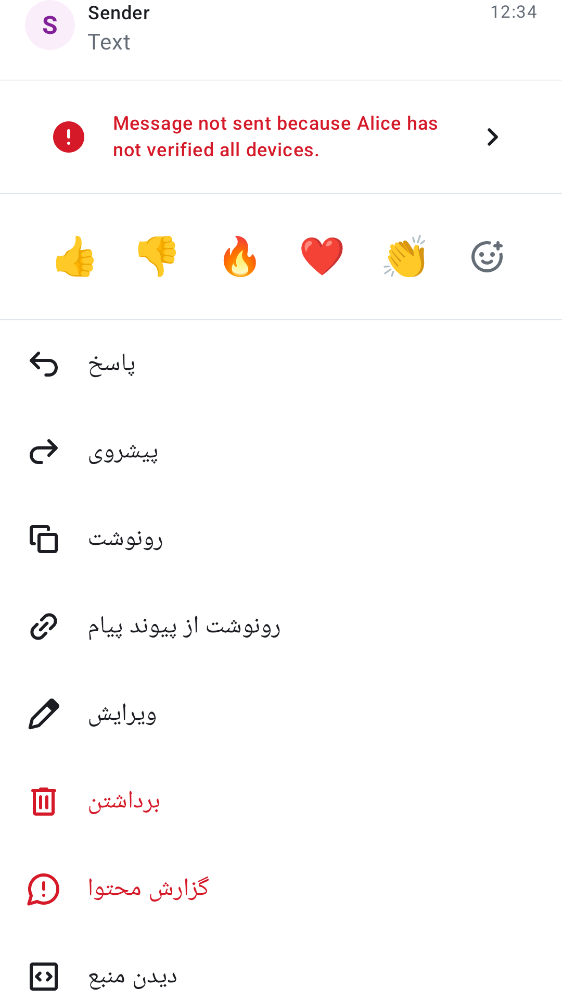 S
Sender
12:34
Text
Message not sent because Alice has
not verified all devices.
پاسخ
پیشروی
رونوشت
رونوشت از پیوند پیام
ویرایش
برداشتن
گزارش محتوا
دیدن منبع